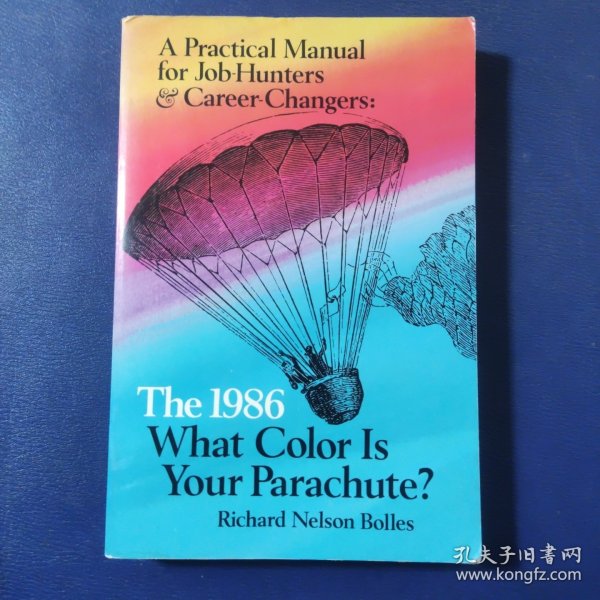 A Practical Manual
for Job-Hunters
& Career-Changers:
The 1986
What Color Is
Your Parachute?
Richard Nelson Bolles
孔夫子旧书网
www.kongfz.com